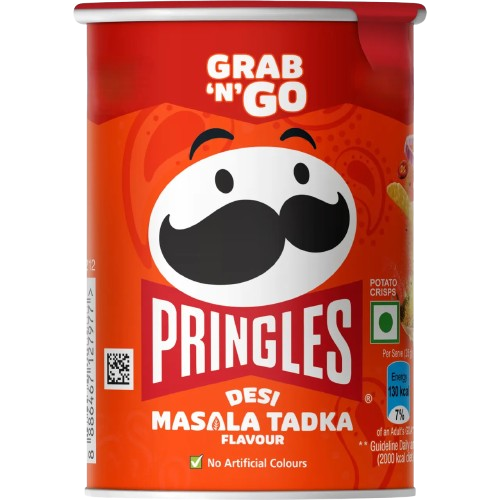 GRAB
'N' GO
POTATO
CRISPS
PRINGLES
®
DESI
MASALA TADKA
FLAVOUR
No Artificial Colours
Per Serve
Energy
130 kcal
7%
of an Adult's
** Guideline Daily
(2000 kcal